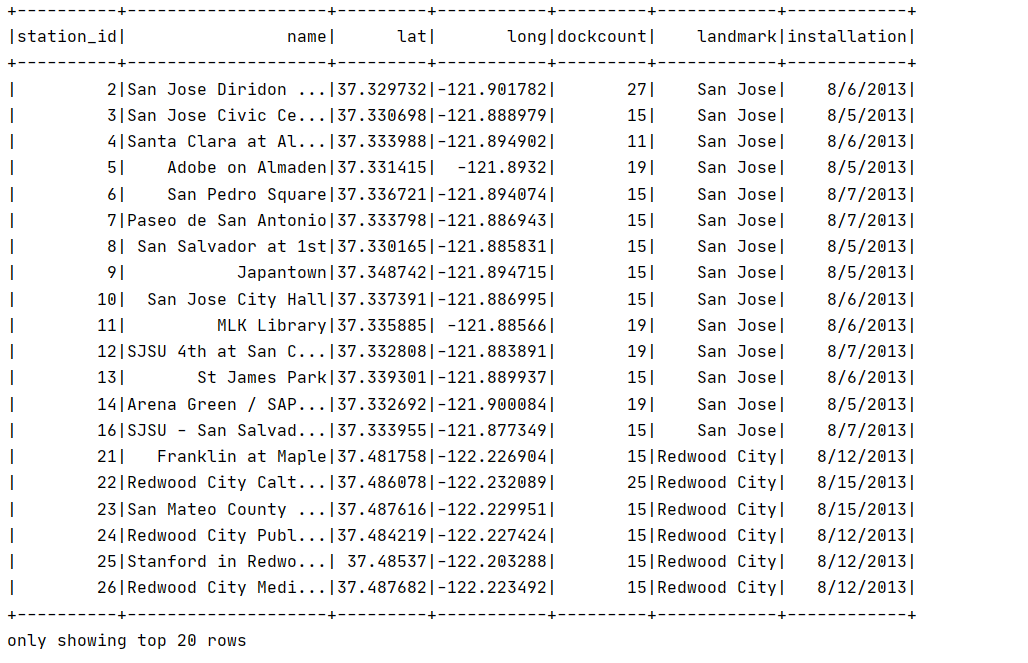 +----------+--------------------+---------+-----------+---------+------------+------------+
|station_id|                name|      lat|       long|dockcount|    landmark|installation|
+----------+--------------------+---------+-----------+---------+------------+------------+
|         2|San Jose Diridon ...|37.329732|-121.901782|       27|    San Jose|    8/6/2013|
|         3|San Jose Civic Ce...|37.330698|-121.888979|       15|    San Jose|    8/5/2013|
|         4|Santa Clara at Al...|37.333988|-121.894902|       11|    San Jose|    8/6/2013|
|         5|    Adobe on Almaden|37.331415|  -121.8932|       19|    San Jose|    8/5/2013|
|         6|    San Pedro Square|37.336721|-121.894074|       15|    San Jose|    8/7/2013|
|         7|Paseo de San Antonio|37.333798|-121.886943|       15|    San Jose|    8/7/2013|
|         8| San Salvador at 1st|37.330165|-121.885831|       15|    San Jose|    8/5/2013|
|         9|           Japantown|37.348742|-121.894715|       15|    San Jose|    8/5/2013|
|        10|  San Jose City Hall|37.337391|-121.886995|       15|    San Jose|    8/6/2013|
|        11|         MLK Library|37.335885| -121.88566|       19|    San Jose|    8/6/2013|
|        12|SJSU 4th at San C...|37.332808|-121.883891|       19|    San Jose|    8/7/2013|
|        13|       St James Park|37.339301|-121.889937|       15|    San Jose|    8/6/2013|
|        14|Arena Green / SAP...|37.332692|-121.900084|       19|    San Jose|    8/5/2013|
|        16|SJSU - San Salvad...|37.333955|-121.877349|       15|    San Jose|    8/7/2013|
|        21|   Franklin at Maple|37.481758|-122.226904|       15|Redwood City|   8/12/2013|
|        22|Redwood City Calt...|37.486078|-122.232089|       25|Redwood City|   8/15/2013|
|        23|San Mateo County ...|37.487616|-122.229951|       15|Redwood City|   8/15/2013|
|        24|Redwood City Publ...|37.484219|-122.227424|       15|Redwood City|   8/12/2013|
|        25|Stanford in Redwo...| 37.48537|-122.203288|       15|Redwood City|   8/12/2013|
|        26|Redwood City Medi...|37.487682|-122.223492|       15|Redwood City|   8/12/2013|
+----------+--------------------+---------+-----------+---------+------------+------------+
only showing top 20 rows